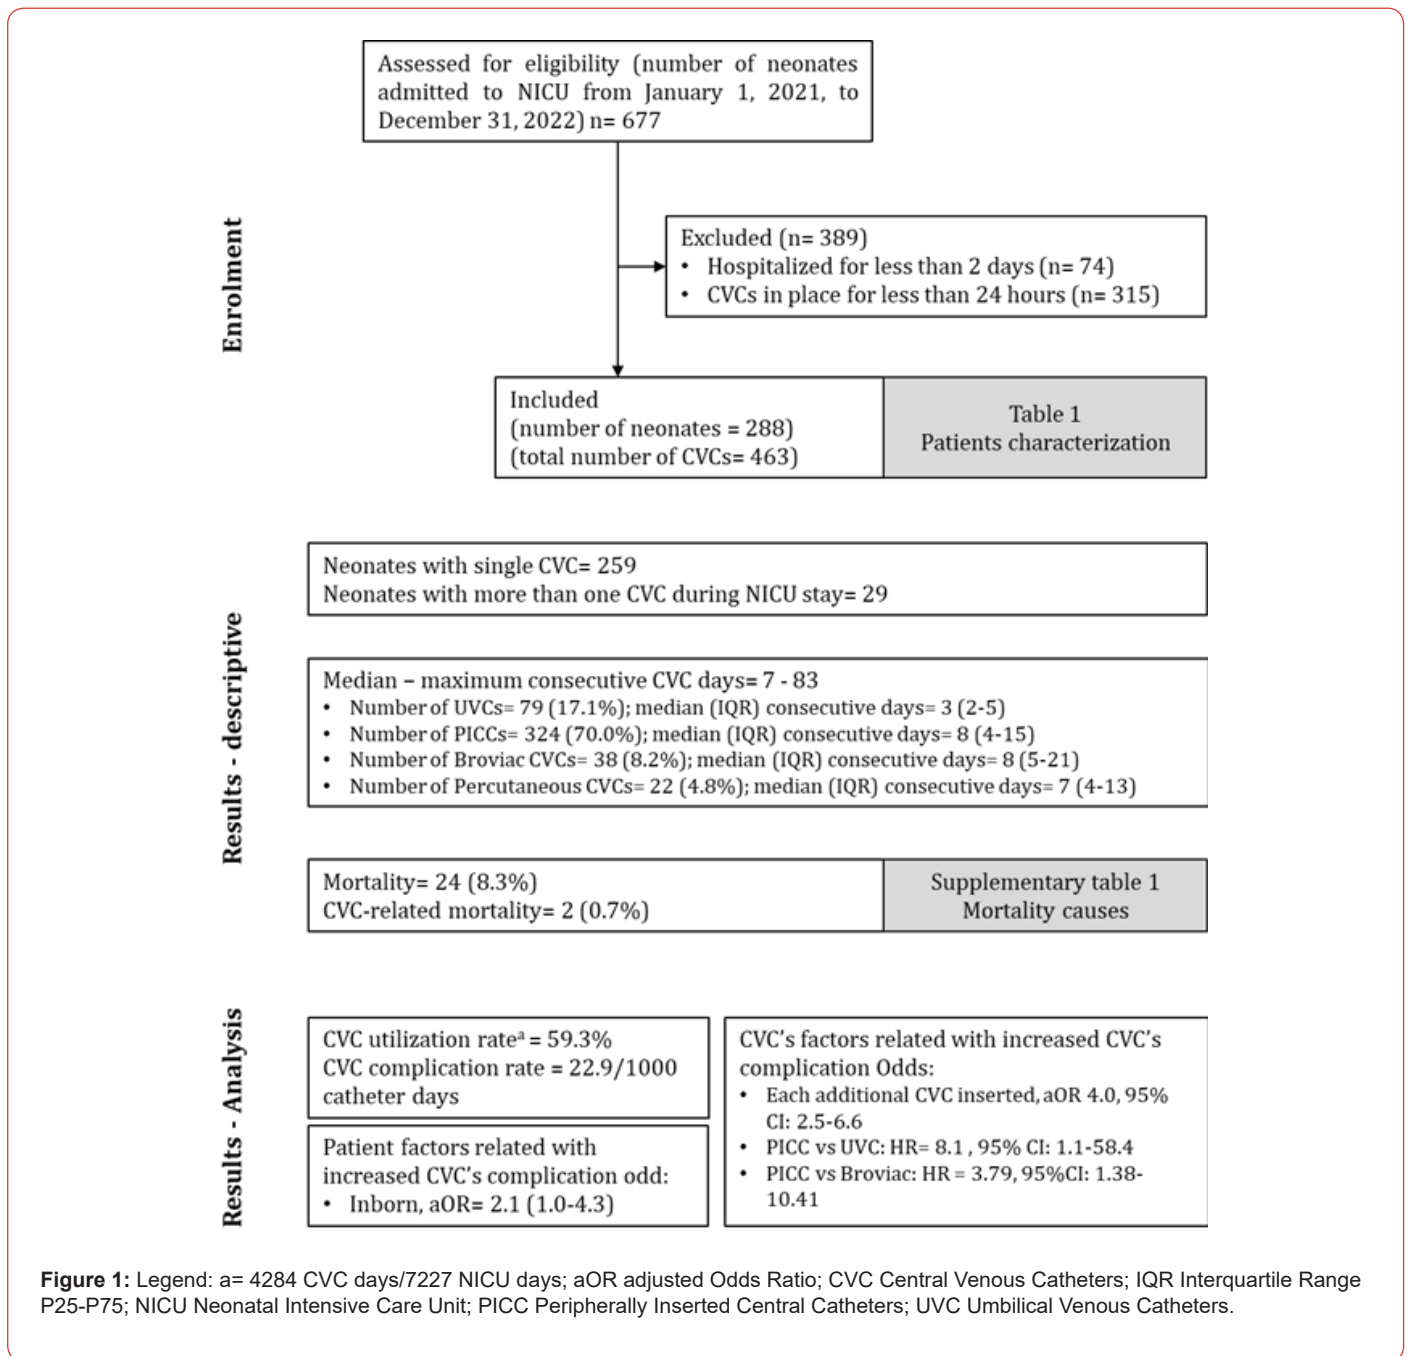 Assessed for eligibility (number of neonates
admitted to NICU from January 1, 2021, to
December 31, 2022) n= 677
Enrolment
Excluded (n= 389)
• Hospitalized for less than 2 days (n= 74)
• CVCs in place for less than 24 hours (n= 315)
Included
(number of neonates = 288)
(total number of CVCs= 463)
Table 1
Patients characterization
Results - descriptive
Neonates with single CVC= 259
Neonates with more than one CVC during NICU stay= 29
Median – maximum consecutive CVC days= 7 - 83
• Number of UVCs= 79 (17.1%); median (IQR) consecutive days= 3 (2-5)
• Number of PICCs= 324 (70.0%); median (IQR) consecutive days= 8 (4-15)
• Number of Broviac CVCs= 38 (8.2%); median (IQR) consecutive days= 8 (5-21)
• Number of Percutaneous CVCs= 22 (4.8%); median (IQR) consecutive days= 7 (4-13)
Mortality= 24 (8.3%)
CVC-related mortality= 2 (0.7%)
Supplementary table 1
Mortality causes
Results - Analysis
CVC utilization rateᵃ = 59.3%
CVC complication rate = 22.9/1000
catheter days
Patient factors related with
increased CVC's complication odd:
• Inborn, aOR= 2.1 (1.0-4.3)
CVC's factors related with increased CVC's
complication Odds:
• Each additional CVC inserted, aOR 4.0, 95%
CI: 2.5-6.6
• PICC vs UVC: HR= 8.1 , 95% CI: 1.1-58.4
• PICC vs Broviac: HR = 3.79, 95%CI: 1.38-
10.41
Figure 1: Legend: a= 4284 CVC days/7227 NICU days; aOR adjusted Odds Ratio; CVC Central Venous Catheters; IQR Interquartile Range
P25-P75; NICU Neonatal Intensive Care Unit; PICC Peripherally Inserted Central Catheters; UVC Umbilical Venous Catheters.